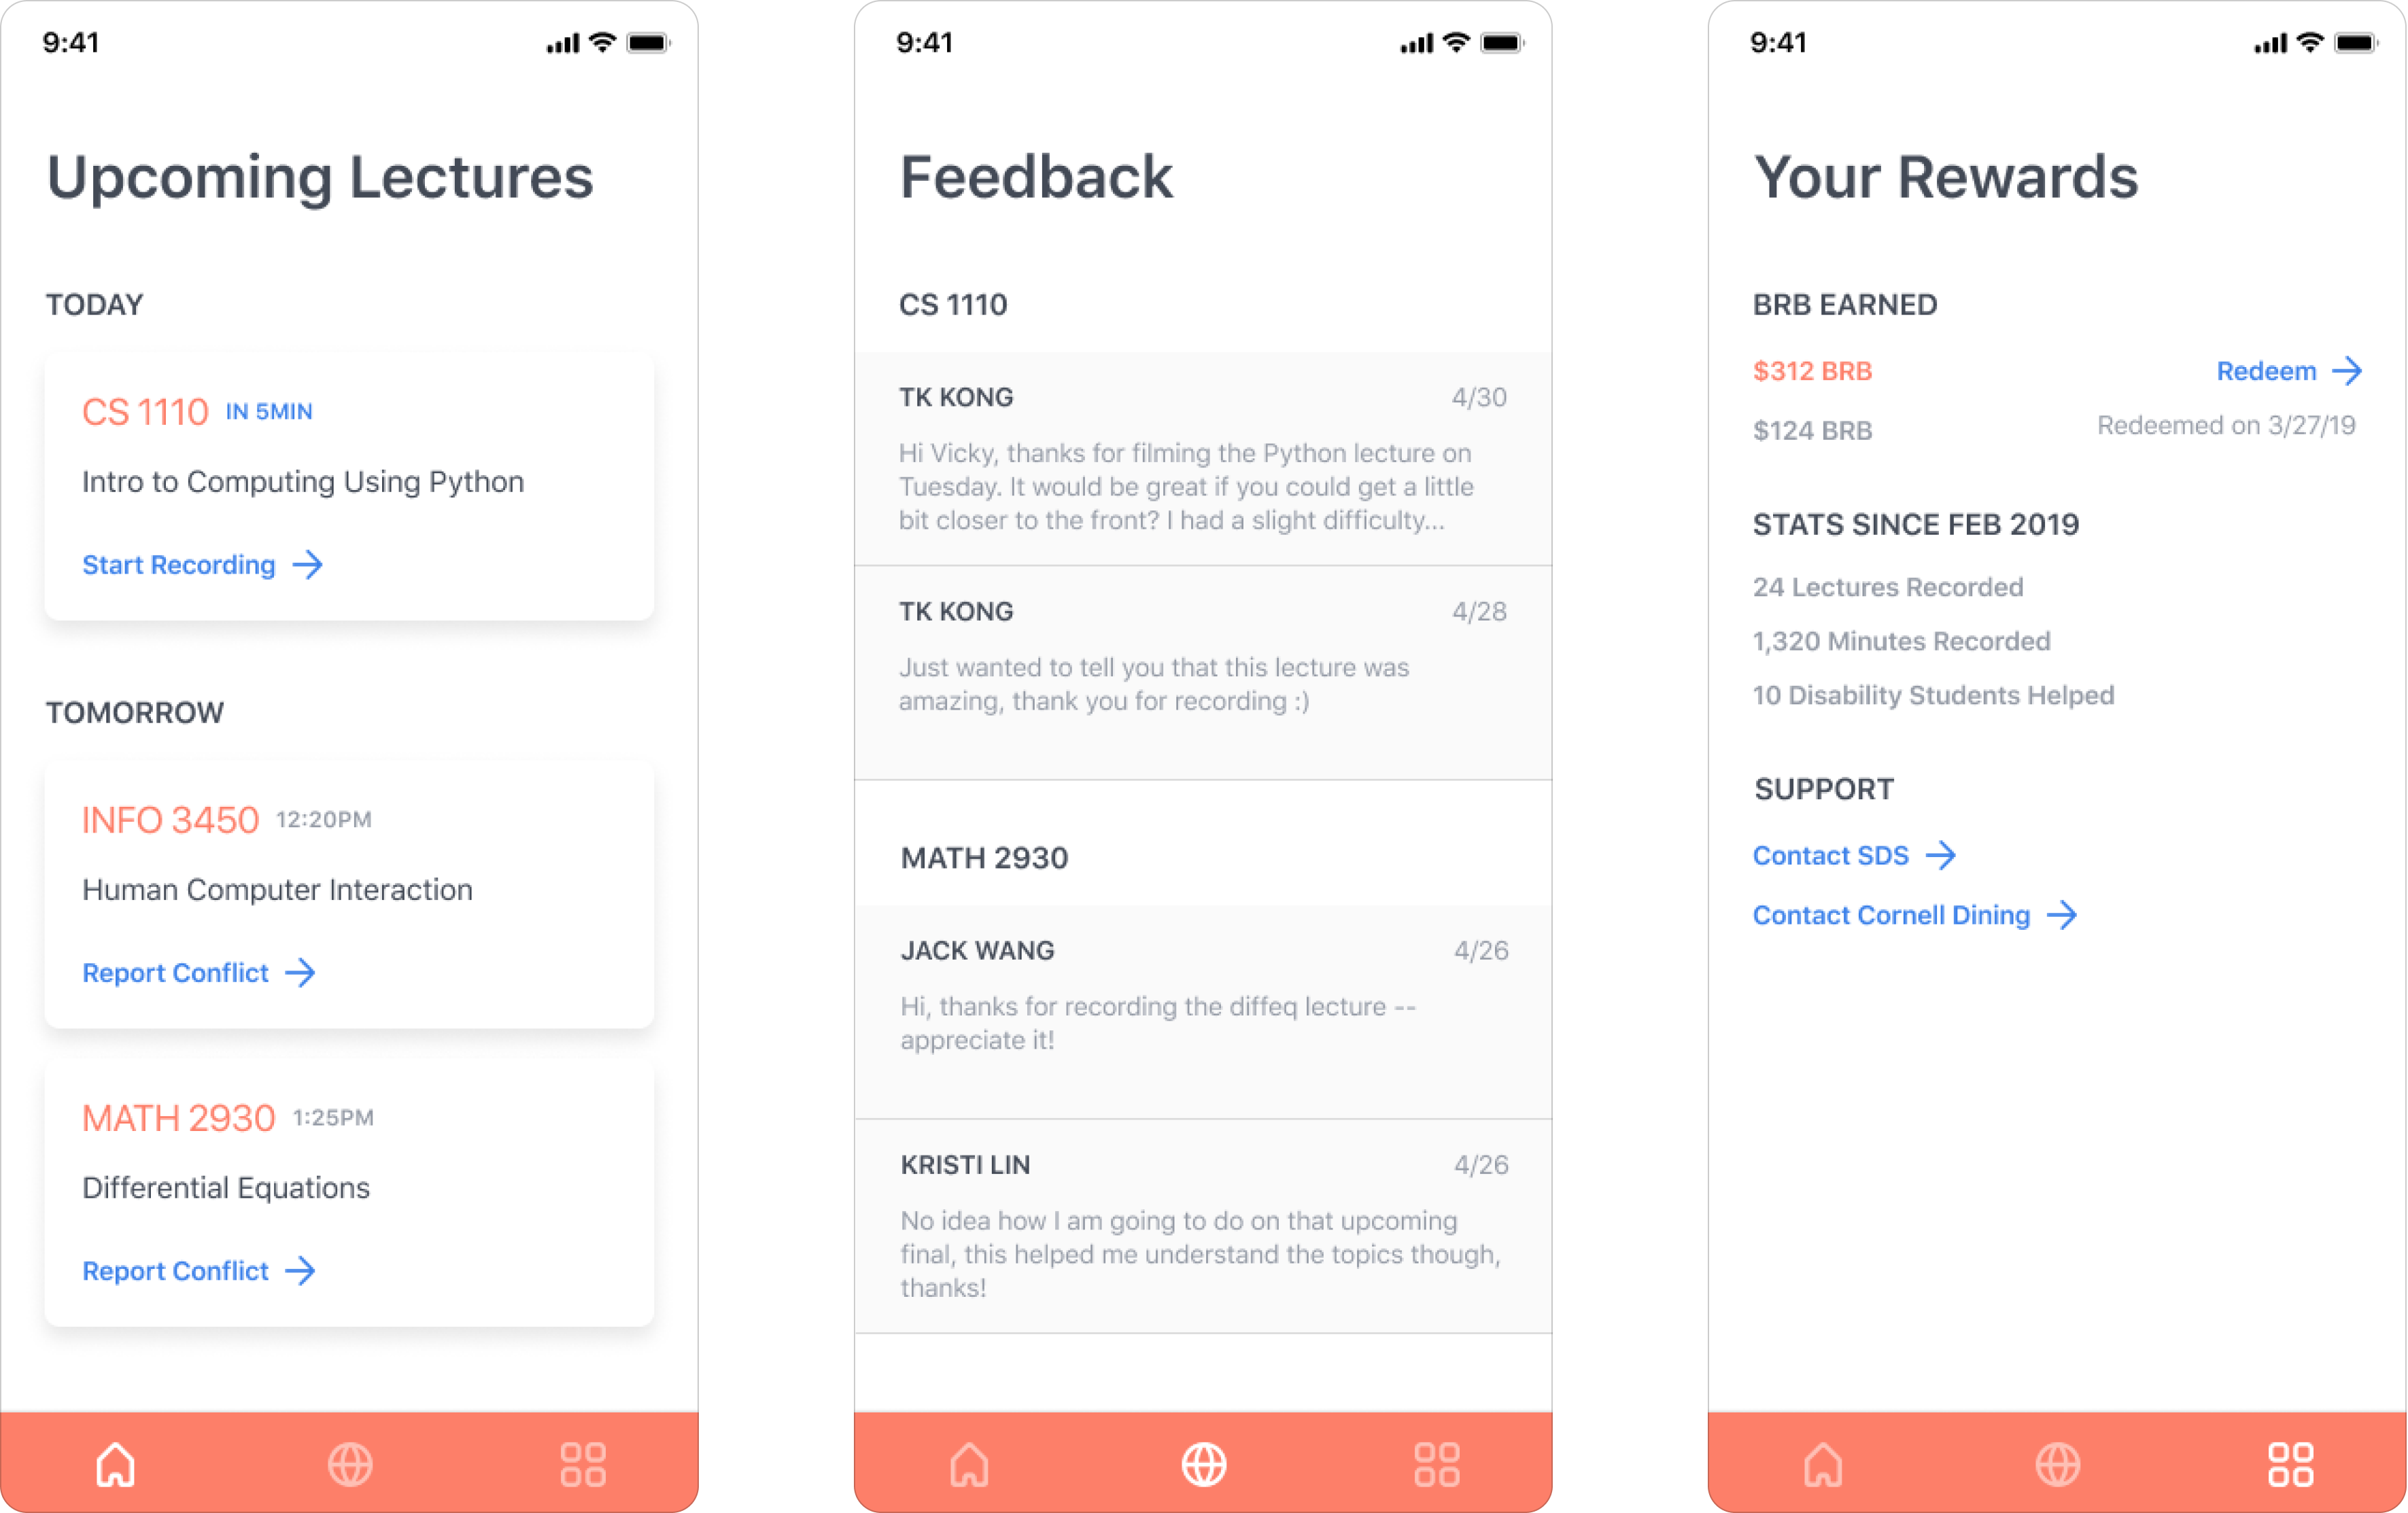 9:41
Upcoming Lectures
TODAY
CS 1110 IN 5MIN
Intro to Computing Using Python
Start Recording
TOMORROW
INFO 3450 12:20PM
Human Computer Interaction
Report Conflict
MATH 2930 1:25PM
Differential Equations
Report Conflict
9:41
Feedback
CS 1110
TK KONG 4/30
Hi Vicky, thanks for filming the Python lecture on
Tuesday. It would be great if you could get a little
bit closer to the front? I had a slight difficulty...
TK KONG 4/28
Just wanted to tell you that this lecture was
amazing, thank you for recording :)
MATH 2930
JACK WANG 4/26
Hi, thanks for recording the diffeq lecture --
appreciate it!
KRISTI LIN 4/26
No idea how I am going to do on that upcoming
final, this helped me understand the topics though,
thanks!
9:41
Your Rewards
BRB EARNED
$312 BRB Redeem
$124 BRB Redeemed on 3/27/19
STATS SINCE FEB 2019
24 Lectures Recorded
1,320 Minutes Recorded
10 Disability Students Helped
SUPPORT
Contact SDS
Contact Cornell Dining